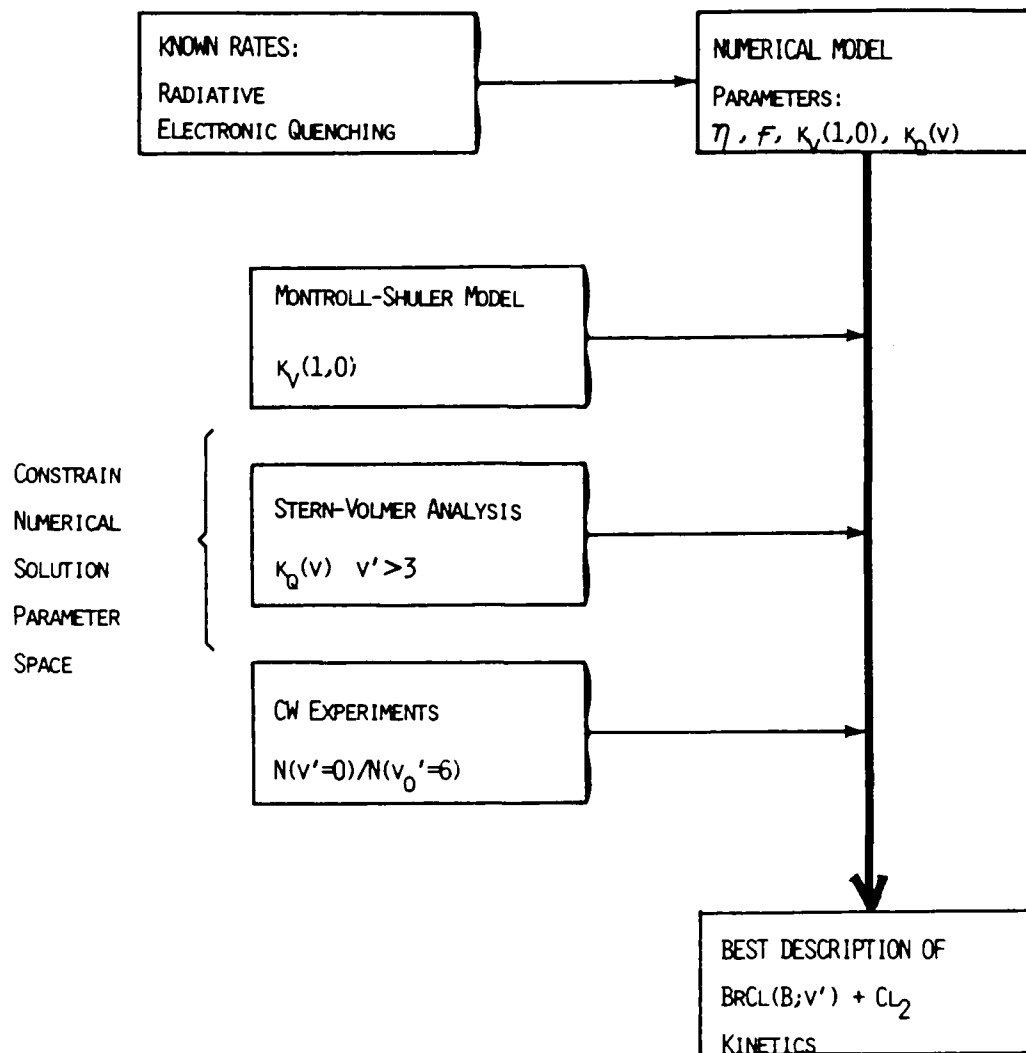 KNOWN RATES:
RADIATIVE
ELECTRONIC QUENCHING
NUMERICAL MODEL
PARAMETERS:
η, F, K_V(1,0), K_Q(V)
MONTROLL-SHULER MODEL
K_V(1,0)
CONSTRAIN
NUMERICAL
SOLUTION
PARAMETER
SPACE
STERN-VOLMER ANALYSIS
K_Q(V) V'>3
CW EXPERIMENTS
N(V'=0)/N(V_O'=6)
BEST DESCRIPTION OF
BRCL(B;V') + CL_2
KINETICS